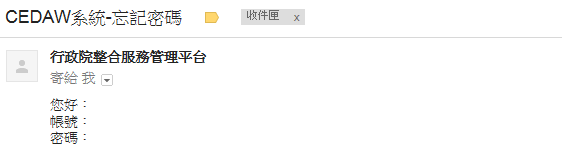 CEDAW系統-忘記密碼 收件匣 x
行政院整合服務管理平台
寄給 我
您好：
帳號：
密碼：